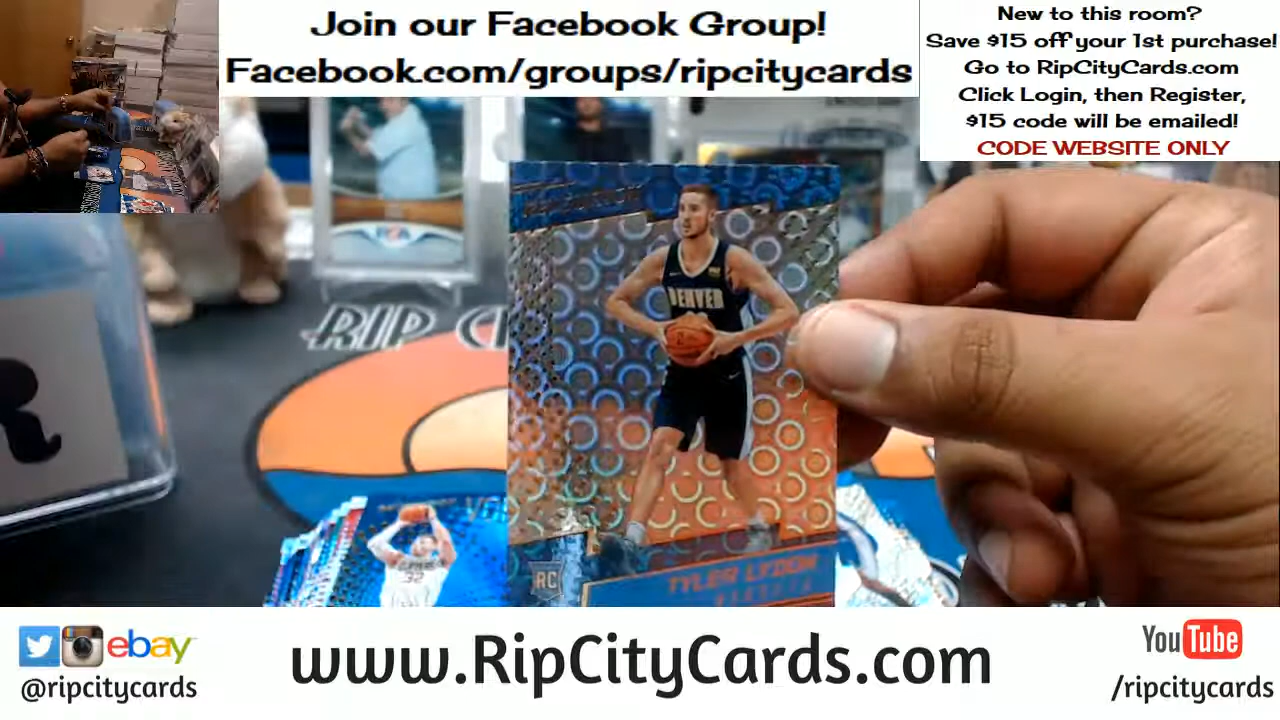 Join our Facebook Group!
Facebook.com/groups/ripcitycards
New to this room?
Save $15 off your 1st purchase!
Go to RipCityCards.com
Click Login, then Register,
$15 code will be emailed!
CODE WEBSITE ONLY
RIP
DENVER
32
RC
TYLER LYDON
ebay
@ripcitycards
www.RipCityCards.com
YouTube
/ripcitycards